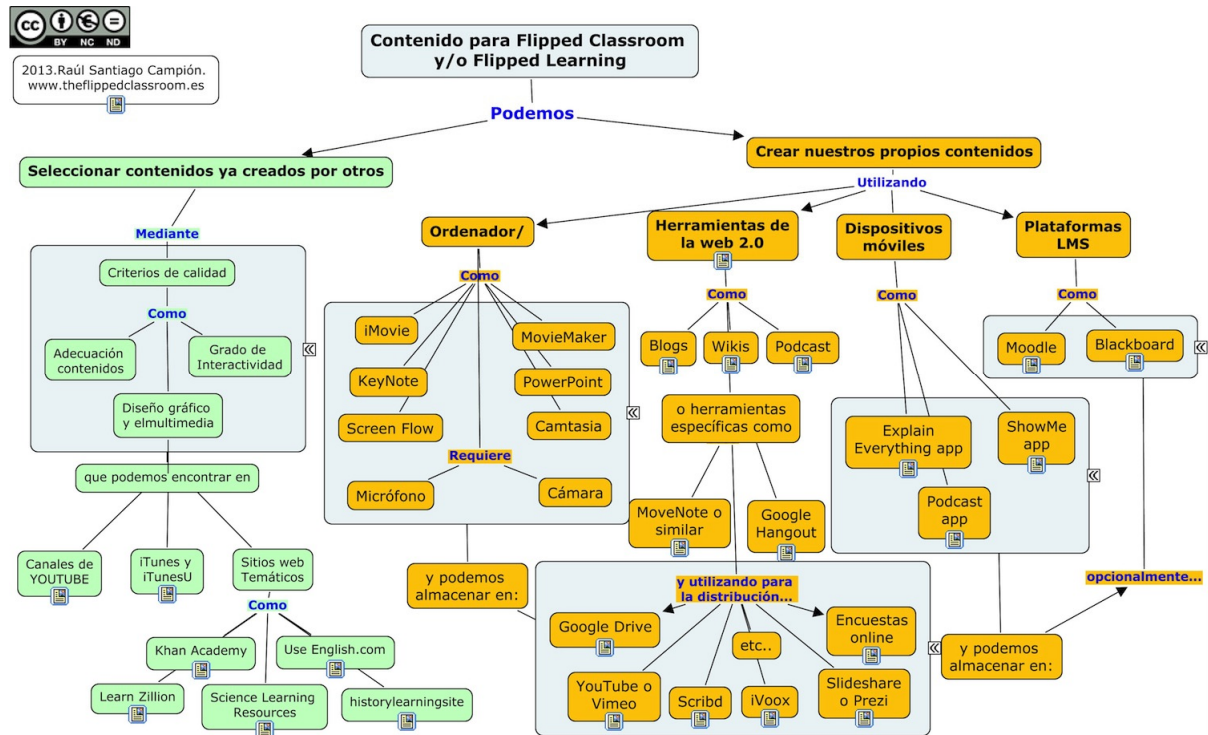 cc
BY NC ND
2013.Raúl Santiago Campión.
www.theflippedclassroom.es
Contenido para Flipped Classroom
y/o Flipped Learning
Podemos
Seleccionar contenidos ya creados por otros
Mediante
Criterios de calidad
Como
Adecuación
contenidos
Grado de
Interactividad
Diseño gráfico
y elmultimedia
que podemos encontrar en
Canales de
YOUTUBE
iTunes y
iTunesU
Sitios web
Temáticos
Como
Khan Academy
Use English.com
Learn Zillion
Science Learning
Resources
historylearningsite
Crear nuestros propios contenidos
Utilizando
Ordenador/
Como
iMovie
MovieMaker
KeyNote
PowerPoint
Screen Flow
Camtasia
Requiere
Micrófono
Cámara
y podemos
almacenar en:
Herramientas de
la web 2.0
Como
Blogs
Wikis
Podcast
o herramientas
específicas como
MoveNote o
similar
Google
Hangout
y utilizando para
la distribución...
Google Drive
etc..
Encuestas
online
YouTube o
Vimeo
Scribd
iVoox
Slideshare
o Prezi
Dispositivos
móviles
Como
Explain
Everything app
ShowMe
app
Podcast
app
y podemos
almacenar en:
Plataformas
LMS
Como
Moodle
Blackboard
opcionalmente...